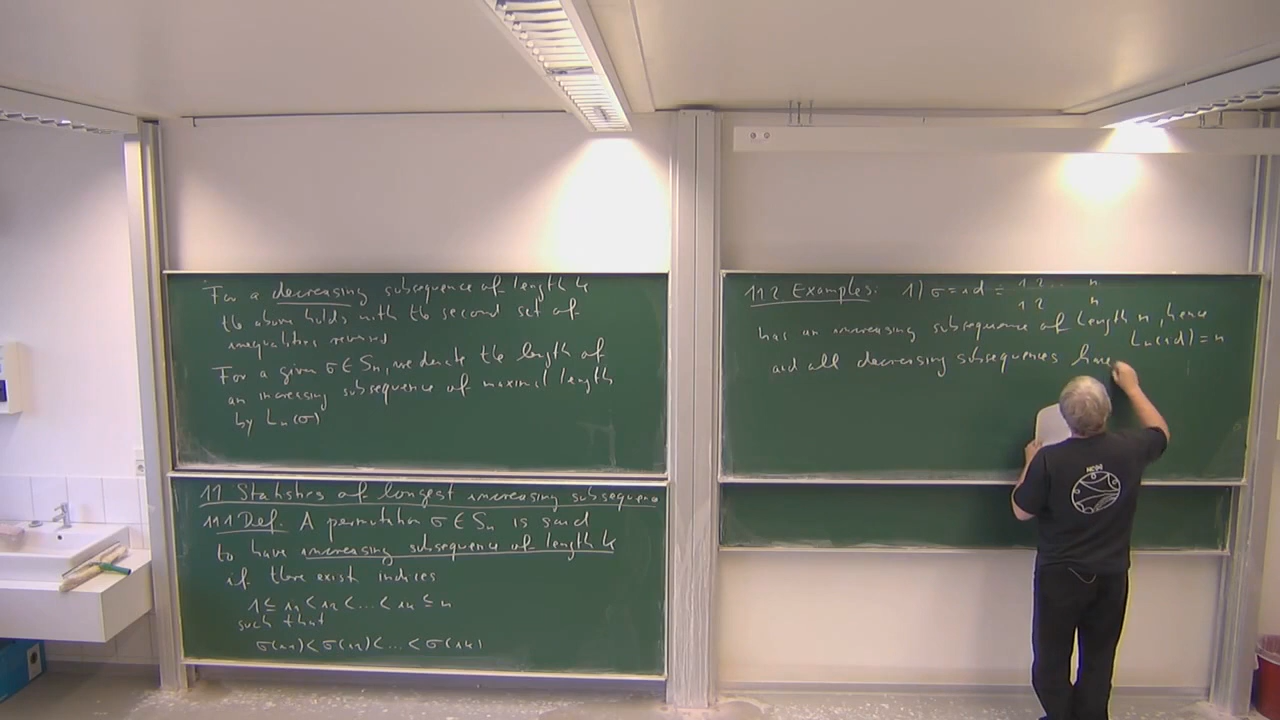 11 Statistics of longest increasing subsequence
11.1 Def. A permutation σ ∈ Sn is said
to have increasing subsequence of length k
if there exist indices
1 ≤ i1 < i2 < ... < ik ≤ n
such that
σ(i1) < σ(i2) < ... < σ(ik)
For a decreasing subsequence of length k
the above holds with the second set of
inequalities reversed
For a given σ ∈ Sn, we denote the length of
an increasing subsequence of maximal length
by Ln(σ)
11.2 Examples: 1) σ = id ≙ 1 2 ... n
1 2 n
has an increasing subsequence of length n, hence
Ln(id) = n
and all decreasing subsequences have